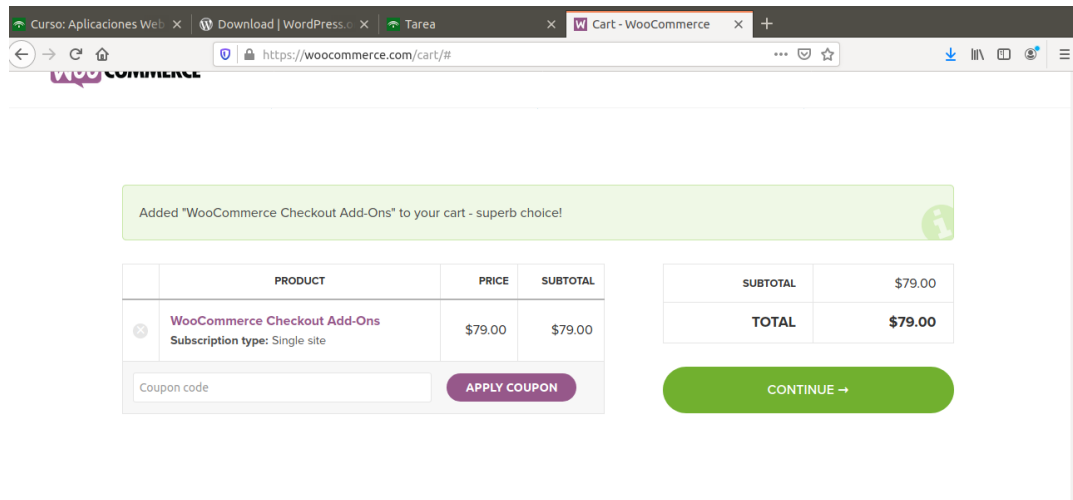 Curso: Aplicaciones Web
Download | WordPress.o
Tarea
Cart - WooCommerce
https://woocommerce.com/cart/#
WOO COMMERCE
Added "WooCommerce Checkout Add-Ons" to your cart - superb choice!
PRODUCT PRICE SUBTOTAL
WooCommerce Checkout Add-Ons $79.00 $79.00
Subscription type: Single site
Coupon code APPLY COUPON
SUBTOTAL $79.00
TOTAL $79.00
CONTINUE →